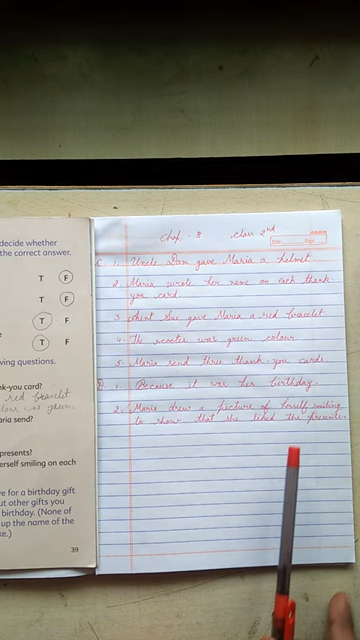 decide whether
the correct answer.
T F
T F
T F
T F
ving questions.
nk-you card?
red bracelet
aria send?
presents?
erself smiling on each
ve for a birthday gift
ut other gifts you
birthday. (None of
up the name of the
ke.)
39
Chap - 8 Class 2nd
Date Page
C 1. Uncle Dan gave Maria a helmet.
2. Maria wrote her name on each thank-
you card.
3. Aunt Sue gave Maria a red bracelet.
4. The scooter was green colour.
5. Maria send three thank-you cards.
D 1. Because it was her birthday.
2. Maria drew a picture of herself smiling
to show that she liked the presents.